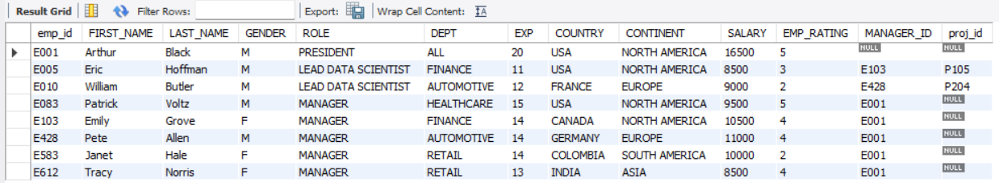 Result Grid Filter Rows: Export: Wrap Cell Content: IA
emp_id FIRST_NAME LAST_NAME GENDER ROLE DEPT EXP COUNTRY CONTINENT SALARY EMP_RATING MANAGER_ID proj_id
E001 Arthur Black M PRESIDENT ALL 20 USA NORTH AMERICA 16500 5 NULL NULL
E005 Eric Hoffman M LEAD DATA SCIENTIST FINANCE 11 USA NORTH AMERICA 8500 3 E103 P105
E010 William Butler M LEAD DATA SCIENTIST AUTOMOTIVE 12 FRANCE EUROPE 9000 2 E428 P204
E083 Patrick Voltz M MANAGER HEALTHCARE 15 USA NORTH AMERICA 9500 5 E001 NULL
E103 Emily Grove F MANAGER FINANCE 14 CANADA NORTH AMERICA 10500 4 E001 NULL
E428 Pete Allen M MANAGER AUTOMOTIVE 14 GERMANY EUROPE 11000 4 E001 NULL
E583 Janet Hale F MANAGER RETAIL 14 COLOMBIA SOUTH AMERICA 10000 2 E001 NULL
E612 Tracy Norris F MANAGER RETAIL 13 INDIA ASIA 8500 4 E001 NULL